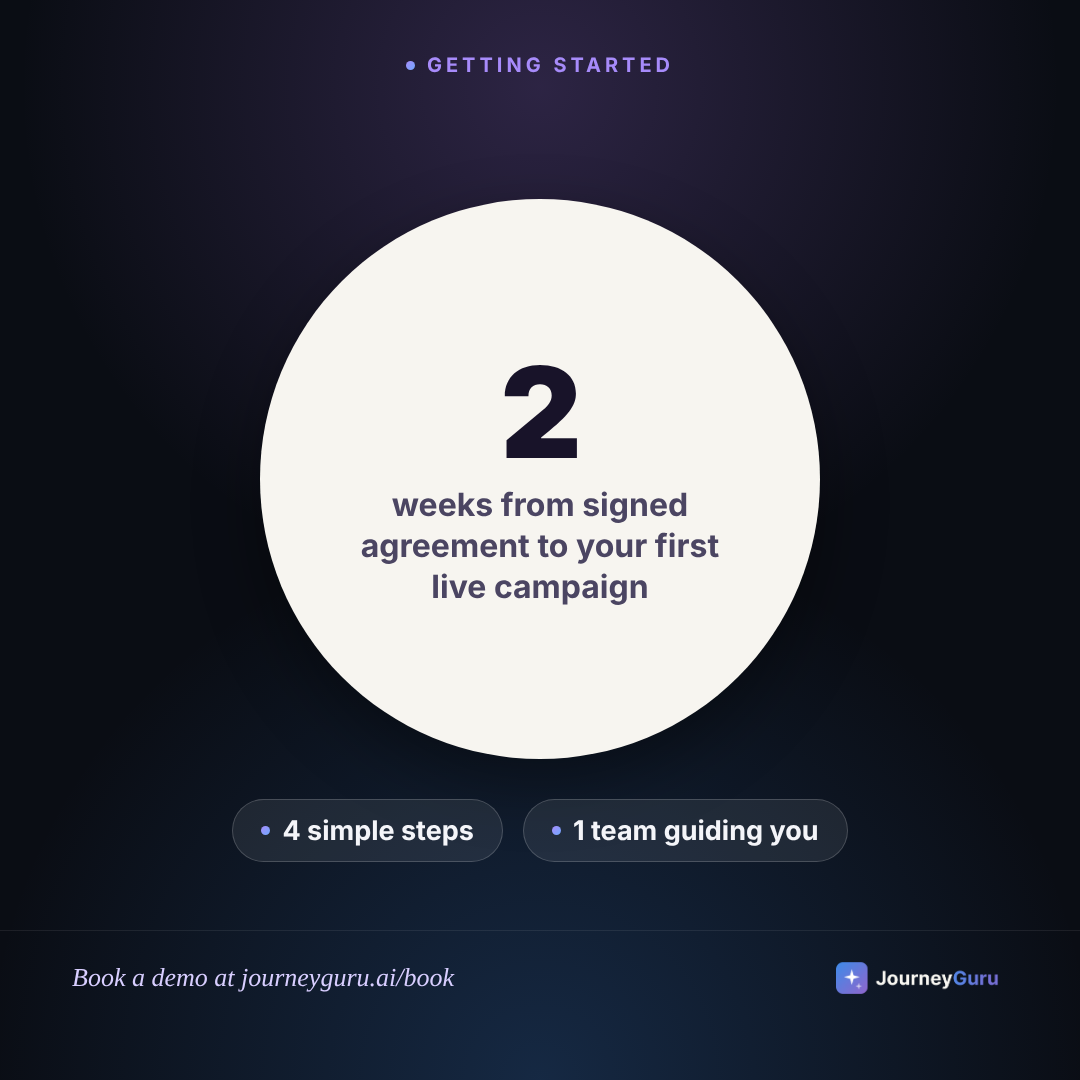 GETTING STARTED
2
weeks from signed
agreement to your first
live campaign
4 simple steps
1 team guiding you
Book a demo at journeyguru.ai/book
JourneyGuru